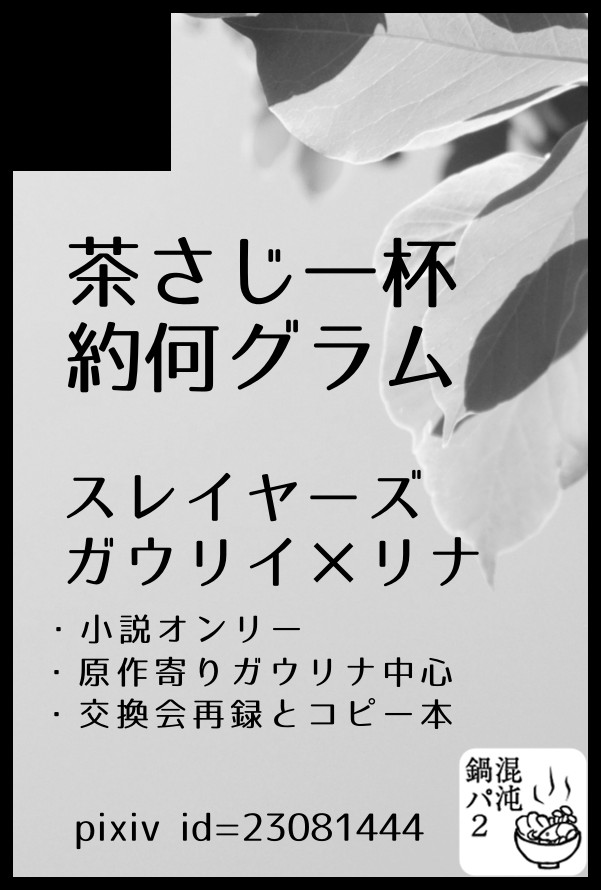 茶さじ一杯
約何グラム
スレイヤーズ
ガウリイ×リナ
・小説オンリー
・原作寄りガウリナ中心
・交換会再録とコピー本
pixiv id=23081444
混沌
鍋パ2